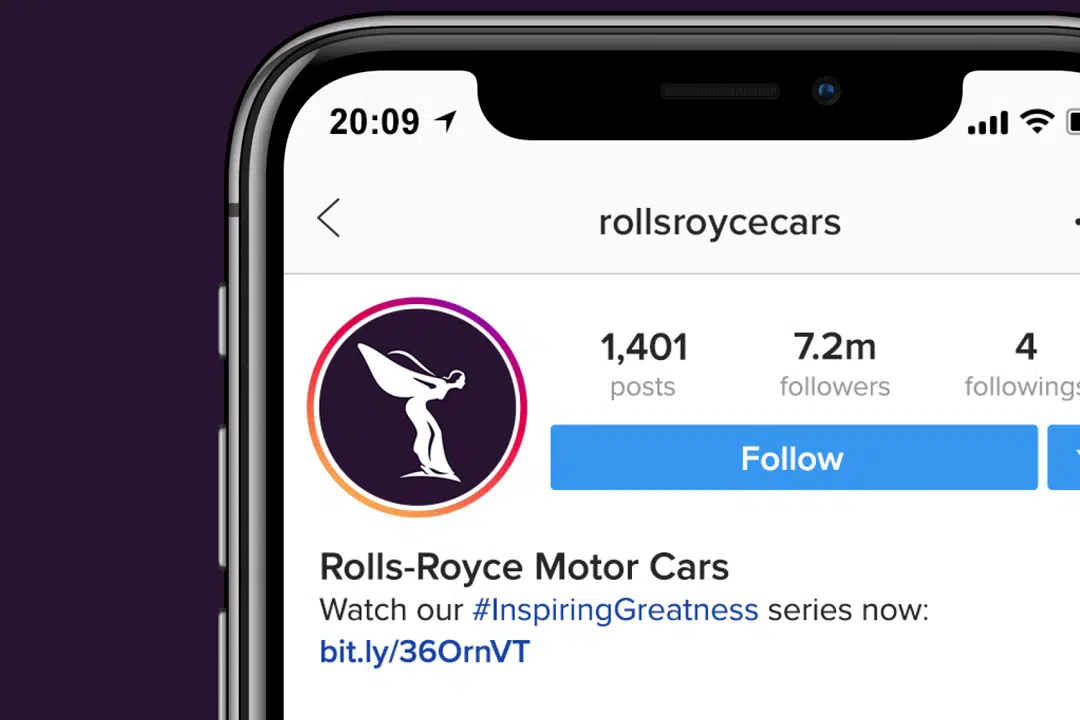 20:09
rollsroycecars
1,401 7.2m 4
posts followers followings
Follow
Rolls-Royce Motor Cars
Watch our #InspiringGreatness series now:
bit.ly/36OrnVT